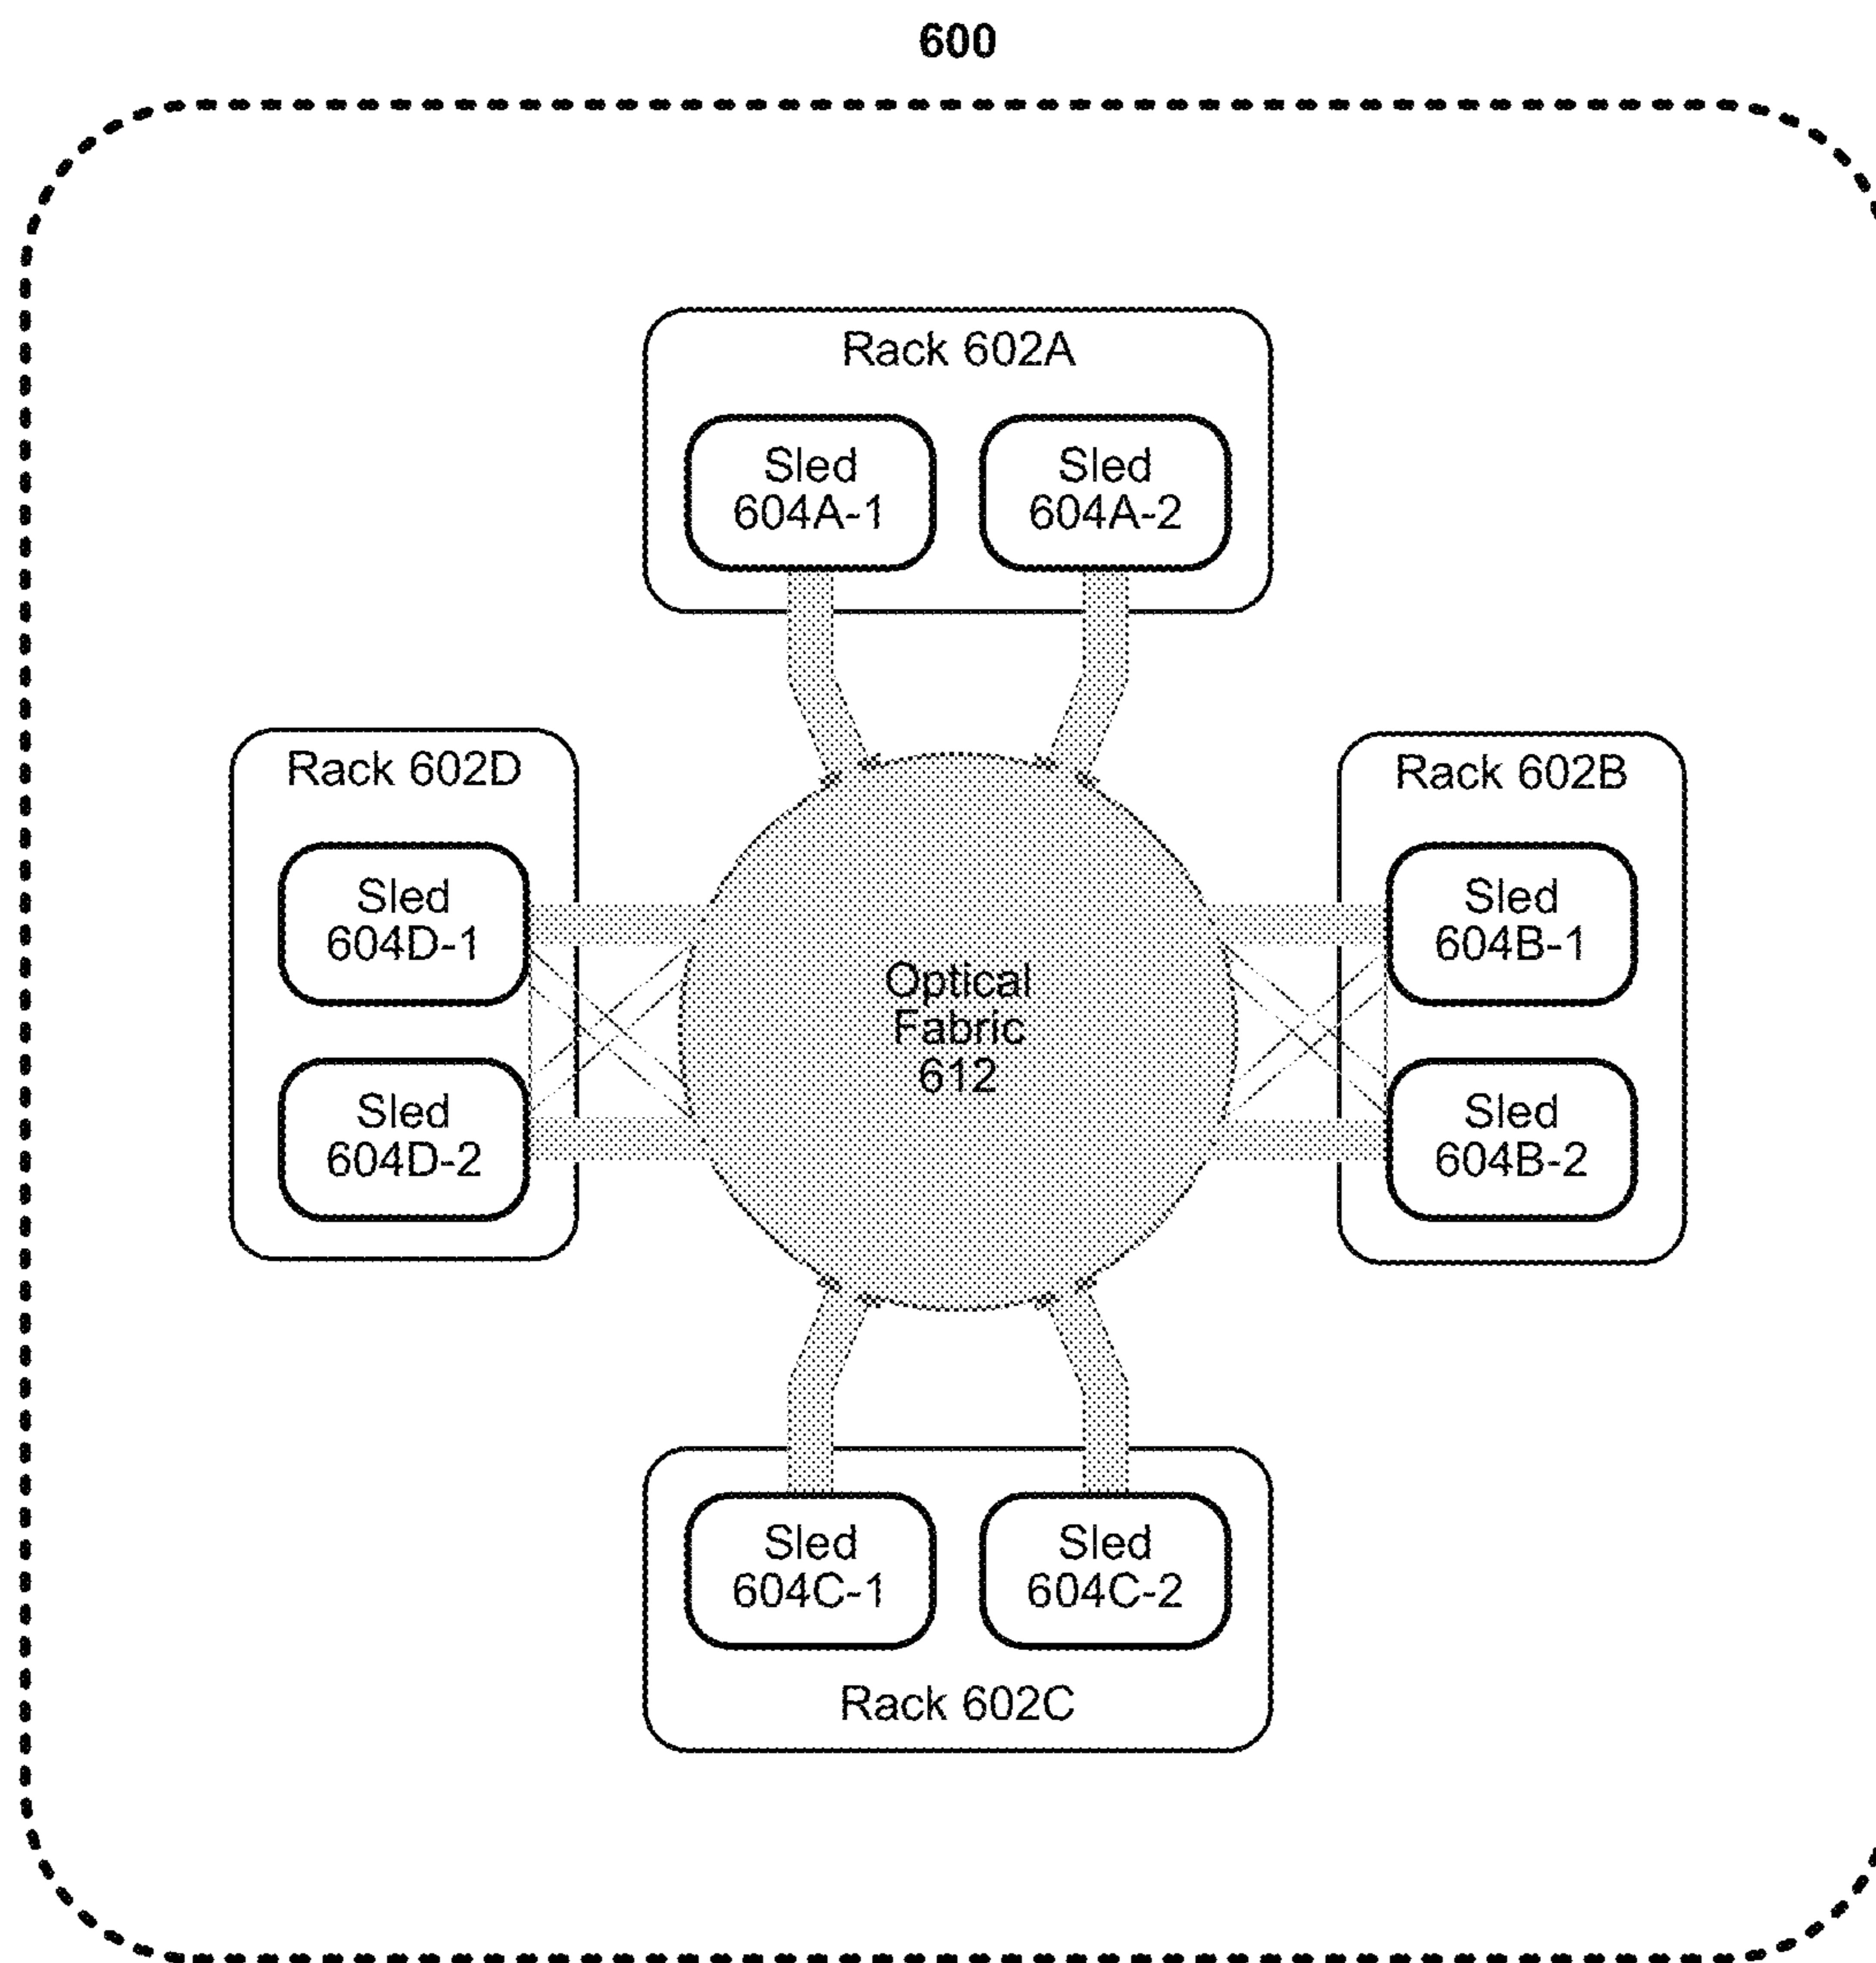 600
Rack 602A
Sled
604A-1
Sled
604A-2
Rack 602D
Sled
604D-1
Sled
604D-2
Optical
Fabric
612
Rack 602B
Sled
604B-1
Sled
604B-2
Sled
604C-1
Sled
604C-2
Rack 602C